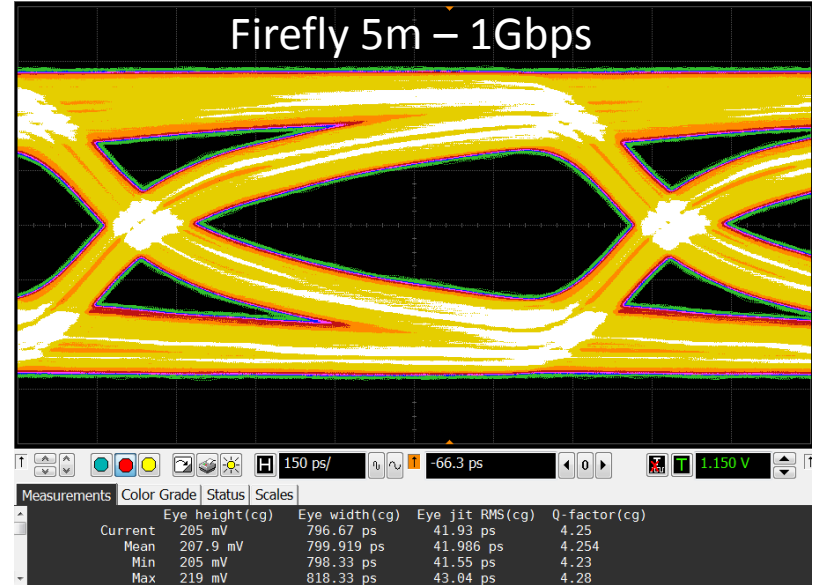 Firefly 5m – 1Gbps
H 150 ps/ -66.3 ps 0 T T 1.150 V
Measurements Color Grade Status Scales
Eye height(cg) Eye width(cg) Eye jit RMS(cg) Q-factor(cg)
Current 205 mV 796.67 ps 41.93 ps 4.25
Mean 207.9 mV 799.919 ps 41.986 ps 4.254
Min 205 mV 798.33 ps 41.55 ps 4.23
Max 219 mV 818.33 ps 43.04 ps 4.28